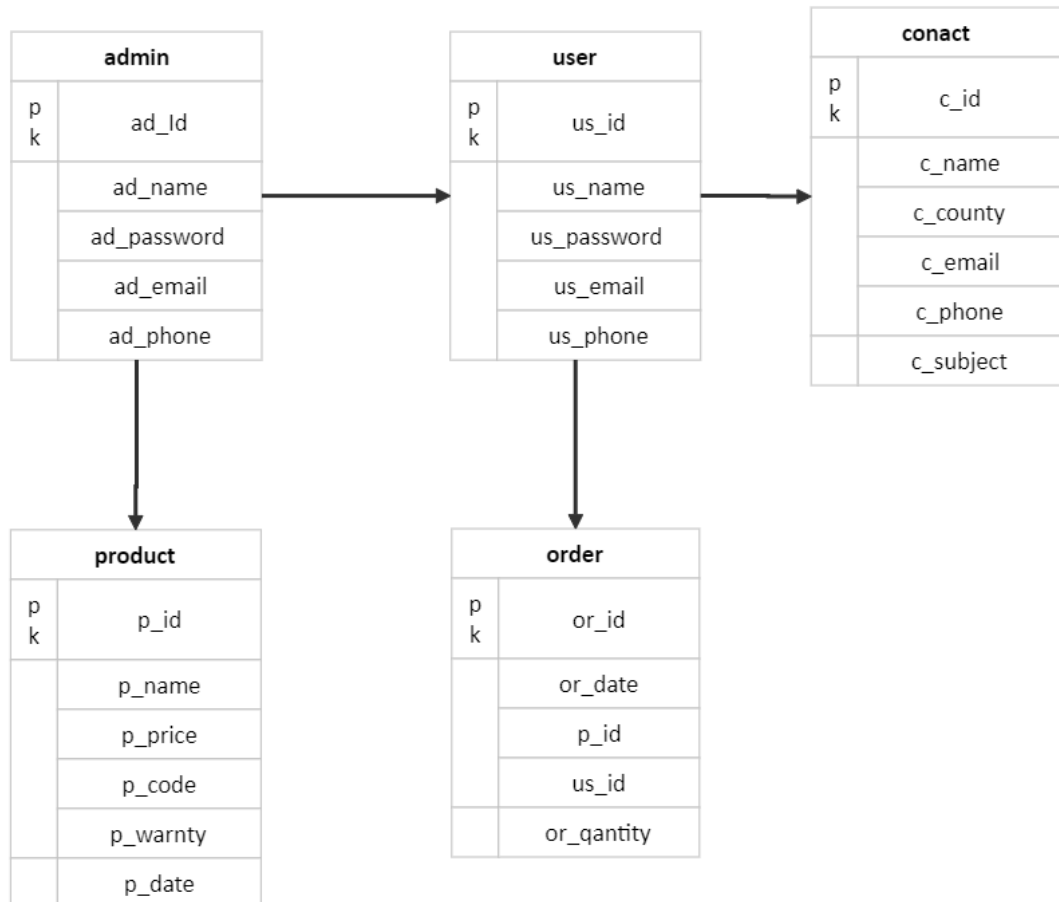 admin
p
k
ad_Id
ad_name
ad_password
ad_email
ad_phone
user
p
k
us_id
us_name
us_password
us_email
us_phone
conact
p
k
c_id
c_name
c_county
c_email
c_phone
c_subject
product
p
k
p_id
p_name
p_price
p_code
p_warnty
p_date
order
p
k
or_id
or_date
p_id
us_id
or_qantity